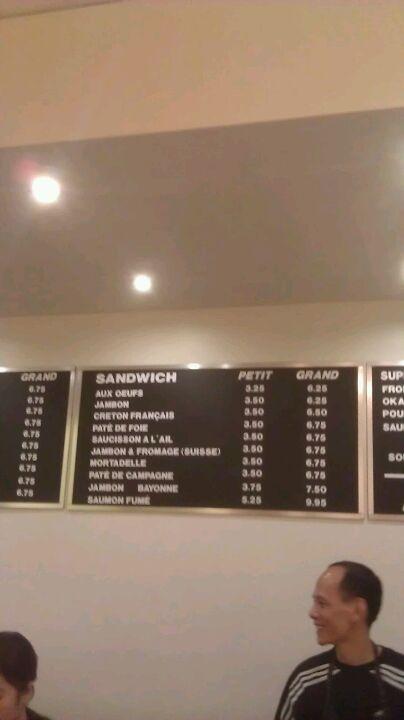 GRAND
6.75
6.75
6.75
6.75
6.75
6.75
6.75
6.75
6.75
SANDWICH PETIT GRAND
AUX OEUFS 3.25 6.25
JAMBON 3.50 6.25
CRETON FRANÇAIS 3.50 6.50
PATÉ DE FOIE 3.50 6.75
SAUCISSON A L'AIL 3.50 6.75
JAMBON & FROMAGE (SUISSE) 3.50 6.75
MORTADELLE 3.50 6.75
PATÉ DE CAMPAGNE 3.50 6.75
JAMBON BAYONNE 3.75 7.50
SAUMON FUMÉ 5.25 9.95
SUP
FRO
OKA
POU
SAU
SOU